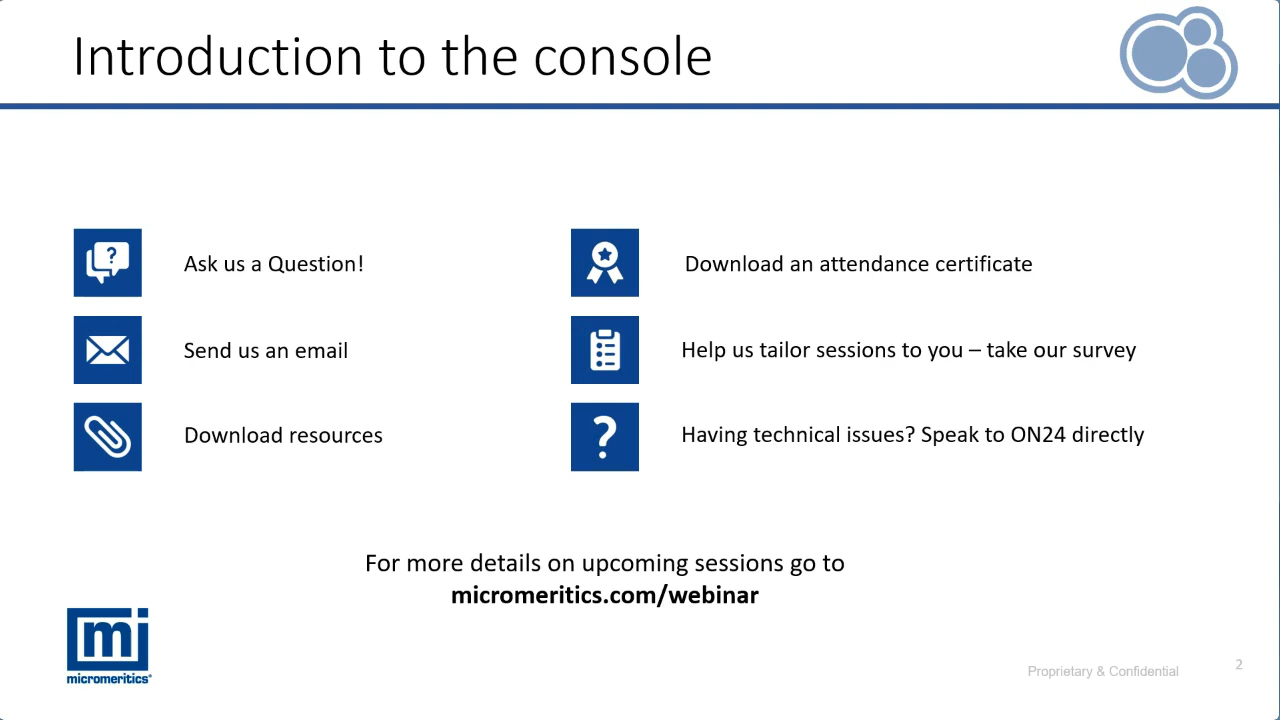 Introduction to the console
Ask us a Question!
Download an attendance certificate
Send us an email
Help us tailor sessions to you – take our survey
Download resources
Having technical issues? Speak to ON24 directly
For more details on upcoming sessions go to
micromeritics.com/webinar
mi
micromeritics®
Proprietary & Confidential
2